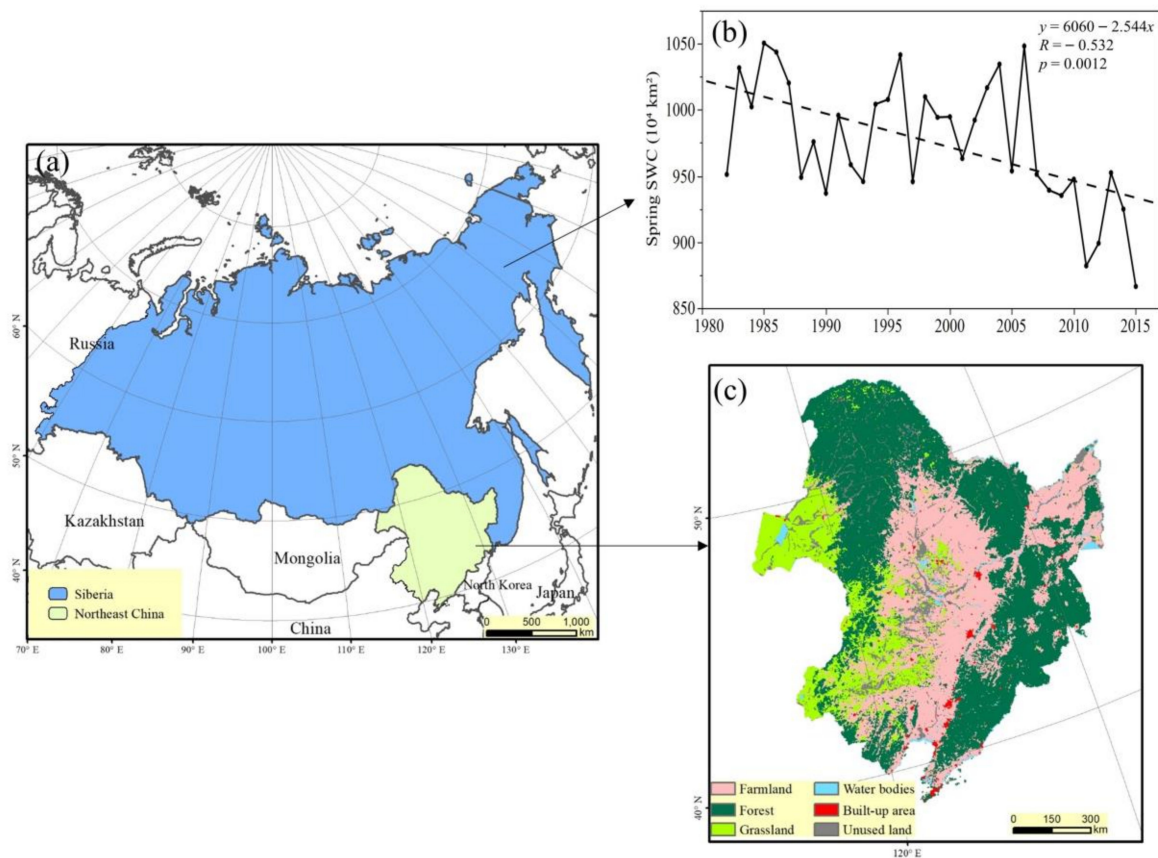 (a)
Russia
Kazakhstan
Mongolia
China
North Korea
Japan
Siberia
Northeast China
0 500 1,000
km
60° N
50° N
40° N
70° E 80° E 90° E 100° E 110° E 120° E 130° E
(b)
y = 6060 − 2.544x
R = − 0.532
p = 0.0012
Spring SWC (10⁴ km²)
1050
1000
950
900
850
1980 1985 1990 1995 2000 2005 2010 2015
(c)
50° N
40° N
Farmland
Forest
Grassland
Water bodies
Built-up area
Unused land
0 150 300
km
120° E